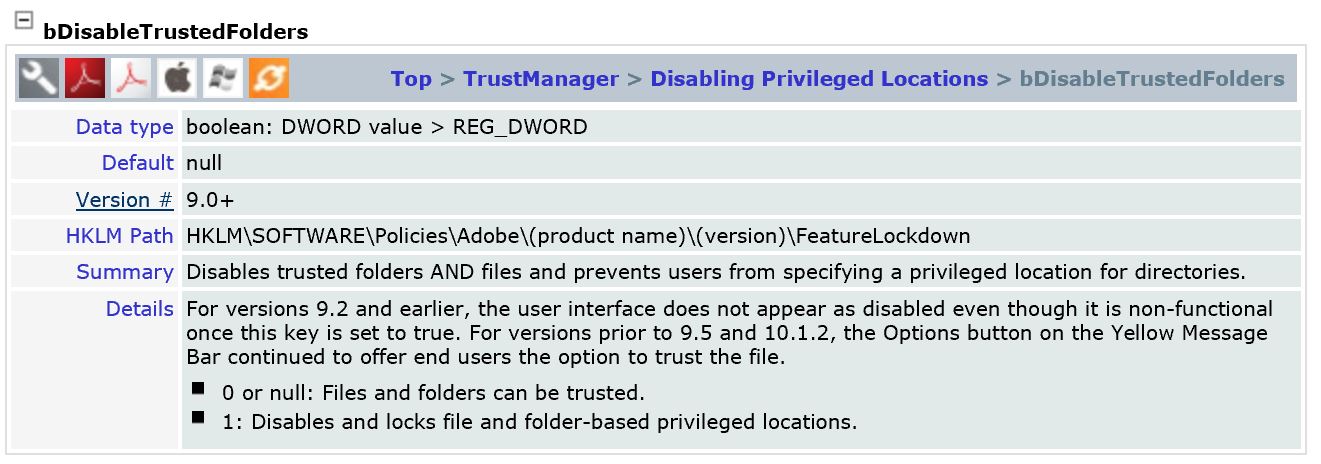 bDisableTrustedFolders
Top > TrustManager > Disabling Privileged Locations > bDisableTrustedFolders
Data type boolean: DWORD value > REG_DWORD
Default null
Version # 9.0+
HKLM Path HKLM\SOFTWARE\Policies\Adobe\(product name)\(version)\FeatureLockdown
Summary Disables trusted folders AND files and prevents users from specifying a privileged location for directories.
Details For versions 9.2 and earlier, the user interface does not appear as disabled even though it is non-functional
once this key is set to true. For versions prior to 9.5 and 10.1.2, the Options button on the Yellow Message
Bar continued to offer end users the option to trust the file.
■ 0 or null: Files and folders can be trusted.
■ 1: Disables and locks file and folder-based privileged locations.